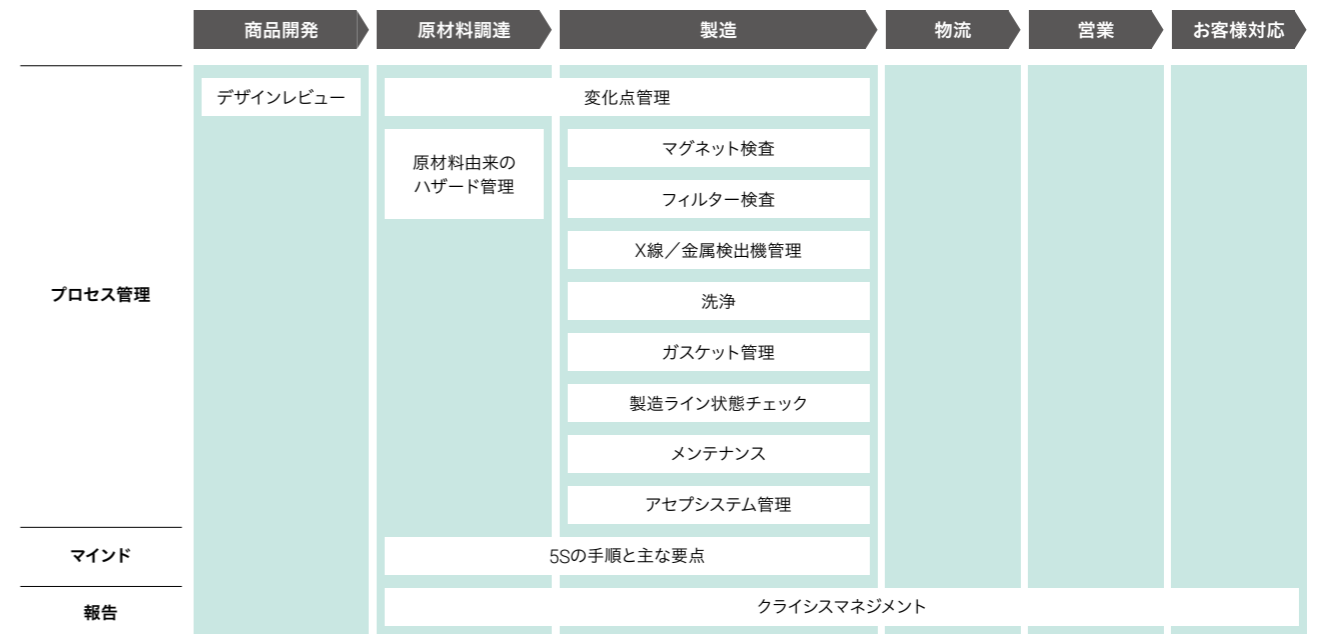 商品開発
原材料調達
製造
物流
営業
お客様対応
プロセス管理
デザインレビュー
変化点管理
原材料由来の
ハザード管理
マグネット検査
フィルター検査
X線／金属検出機管理
洗浄
ガスケット管理
製造ライン状態チェック
メンテナンス
アセプシステム管理
マインド
5Sの手順と主な要点
報告
クライシスマネジメント